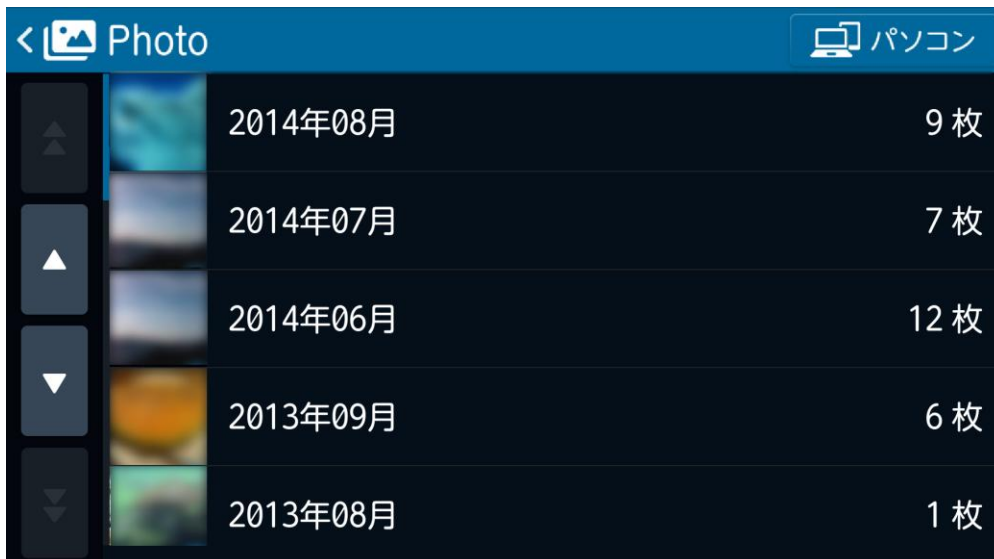 Photo
パソコン
2014年08月 9 枚
2014年07月 7 枚
2014年06月 12 枚
2013年09月 6 枚
2013年08月 1 枚